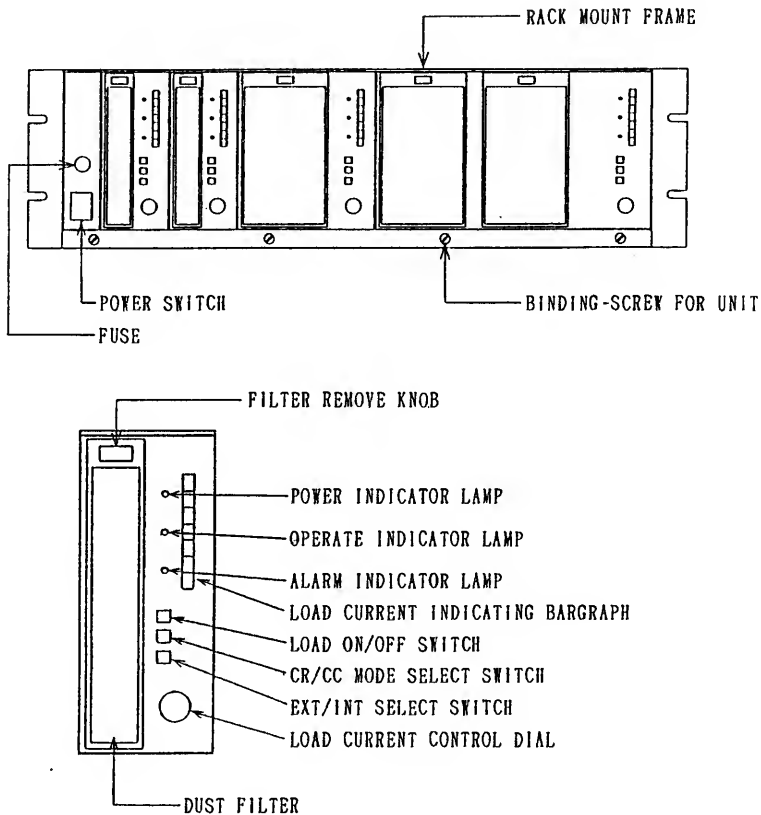 RACK MOUNT FRAME
POWER SWITCH
BINDING-SCREW FOR UNIT
FUSE
FILTER REMOVE KNOB
POWER INDICATOR LAMP
OPERATE INDICATOR LAMP
ALARM INDICATOR LAMP
LOAD CURRENT INDICATING BARGRAPH
LOAD ON/OFF SWITCH
CR/CC MODE SELECT SWITCH
EXT/INT SELECT SWITCH
LOAD CURRENT CONTROL DIAL
DUST FILTER